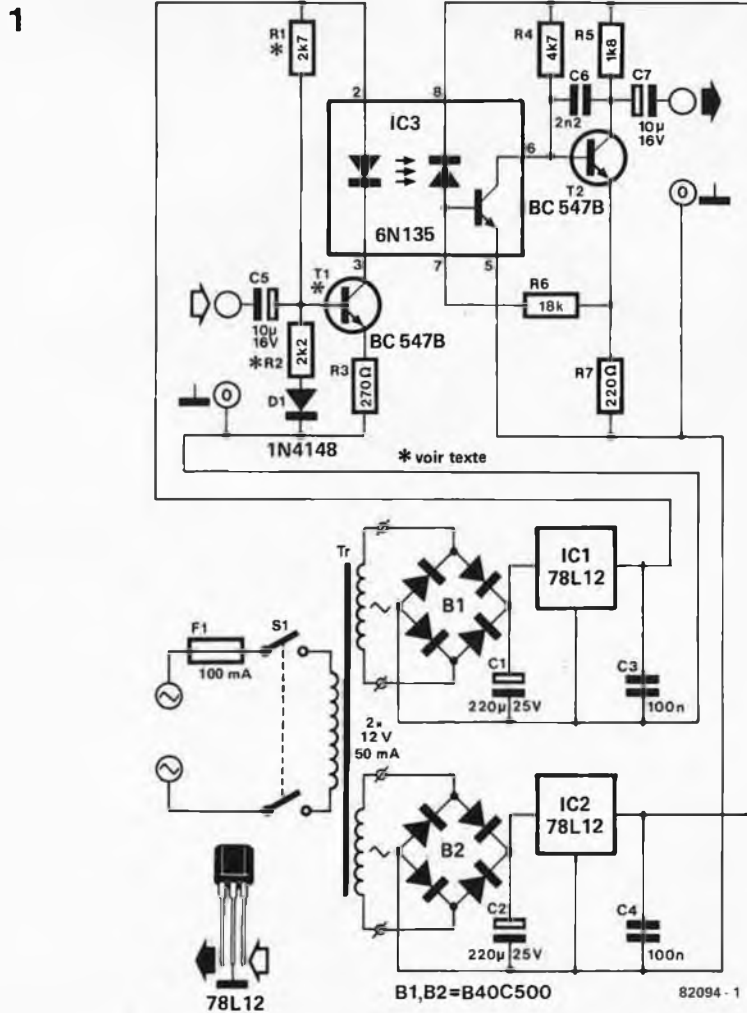 1
R1
*
2k7
R4
4k7
R5
1k8
C6
2n2
C7
10µ
16V
2
8
IC3
6
T2
BC 547B
6N135
3
7
5
0
C5
10µ
16V
T1
*
BC 547B
*R2
2k2
R3
270Ω
R6
18k
R7
220Ω
0
D1
1N4148
* voir texte
Tr
B1
IC1
78L12
F1
100 mA
S1
C1
220µ 25V
C3
100n
2x
12 V
50 mA
B2
IC2
78L12
C2
220µ 25V
C4
100n
78L12
B1,B2=B40C500
82094 - 1